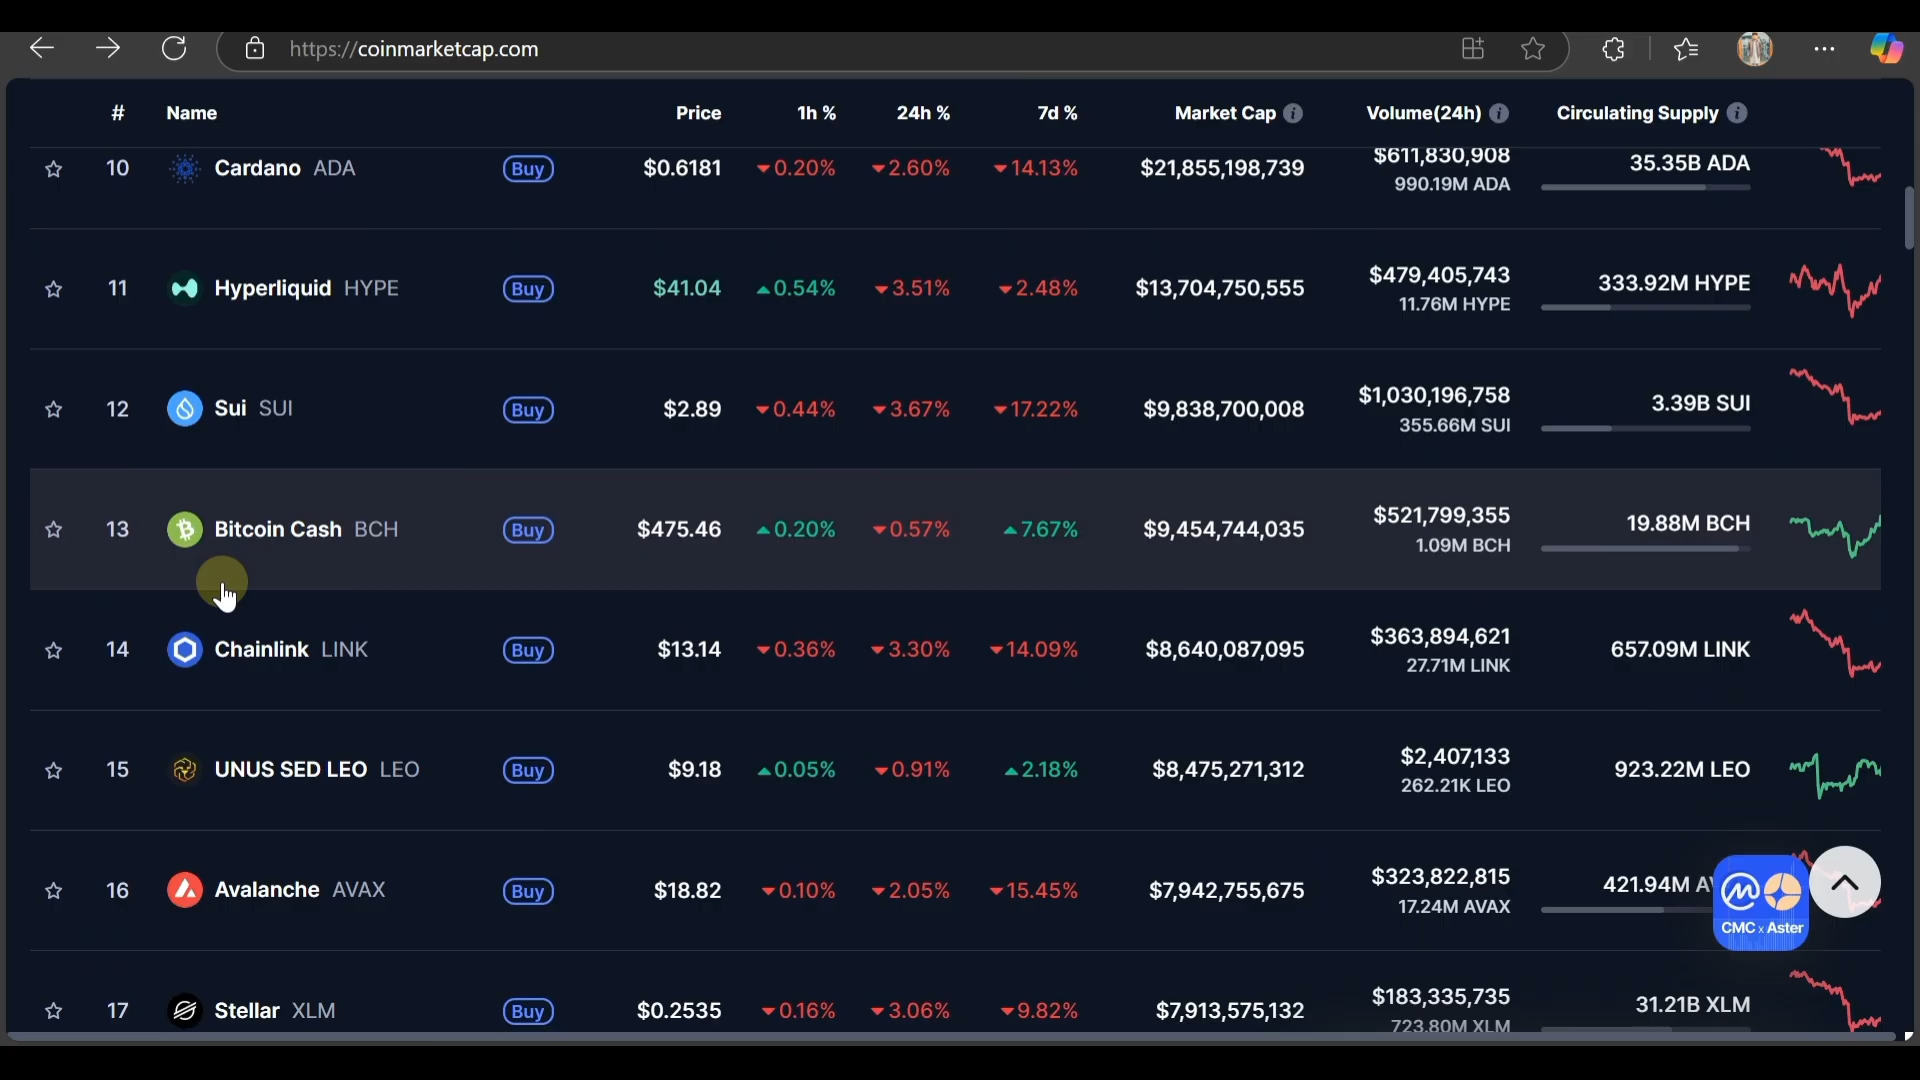 https://coinmarketcap.com
# Name Price 1h % 24h % 7d % Market Cap Volume(24h) Circulating Supply
10 Cardano ADA Buy $0.6181 0.20% 2.60% 14.13% $21,855,198,739 $611,830,908 35.35B ADA
990.19M ADA
11 Hyperliquid HYPE Buy $41.04 0.54% 3.51% 2.48% $13,704,750,555 $479,405,743 333.92M HYPE
11.76M HYPE
12 Sui SUI Buy $2.89 0.44% 3.67% 17.22% $9,838,700,008 $1,030,196,758 3.39B SUI
355.66M SUI
13 Bitcoin Cash BCH Buy $475.46 0.20% 0.57% 7.67% $9,454,744,035 $521,799,355 19.88M BCH
1.09M BCH
14 Chainlink LINK Buy $13.14 0.36% 3.30% 14.09% $8,640,087,095 $363,894,621 657.09M LINK
27.71M LINK
15 UNUS SED LEO LEO Buy $9.18 0.05% 0.91% 2.18% $8,475,271,312 $2,407,133 923.22M LEO
262.21K LEO
16 Avalanche AVAX Buy $18.82 0.10% 2.05% 15.45% $7,942,755,675 $323,822,815 421.94M
17.24M AVAX
CMC x Aster
17 Stellar XLM Buy $0.2535 0.16% 3.06% 9.82% $7,913,575,132 $183,335,735 31.21B XLM
723.80M XLM